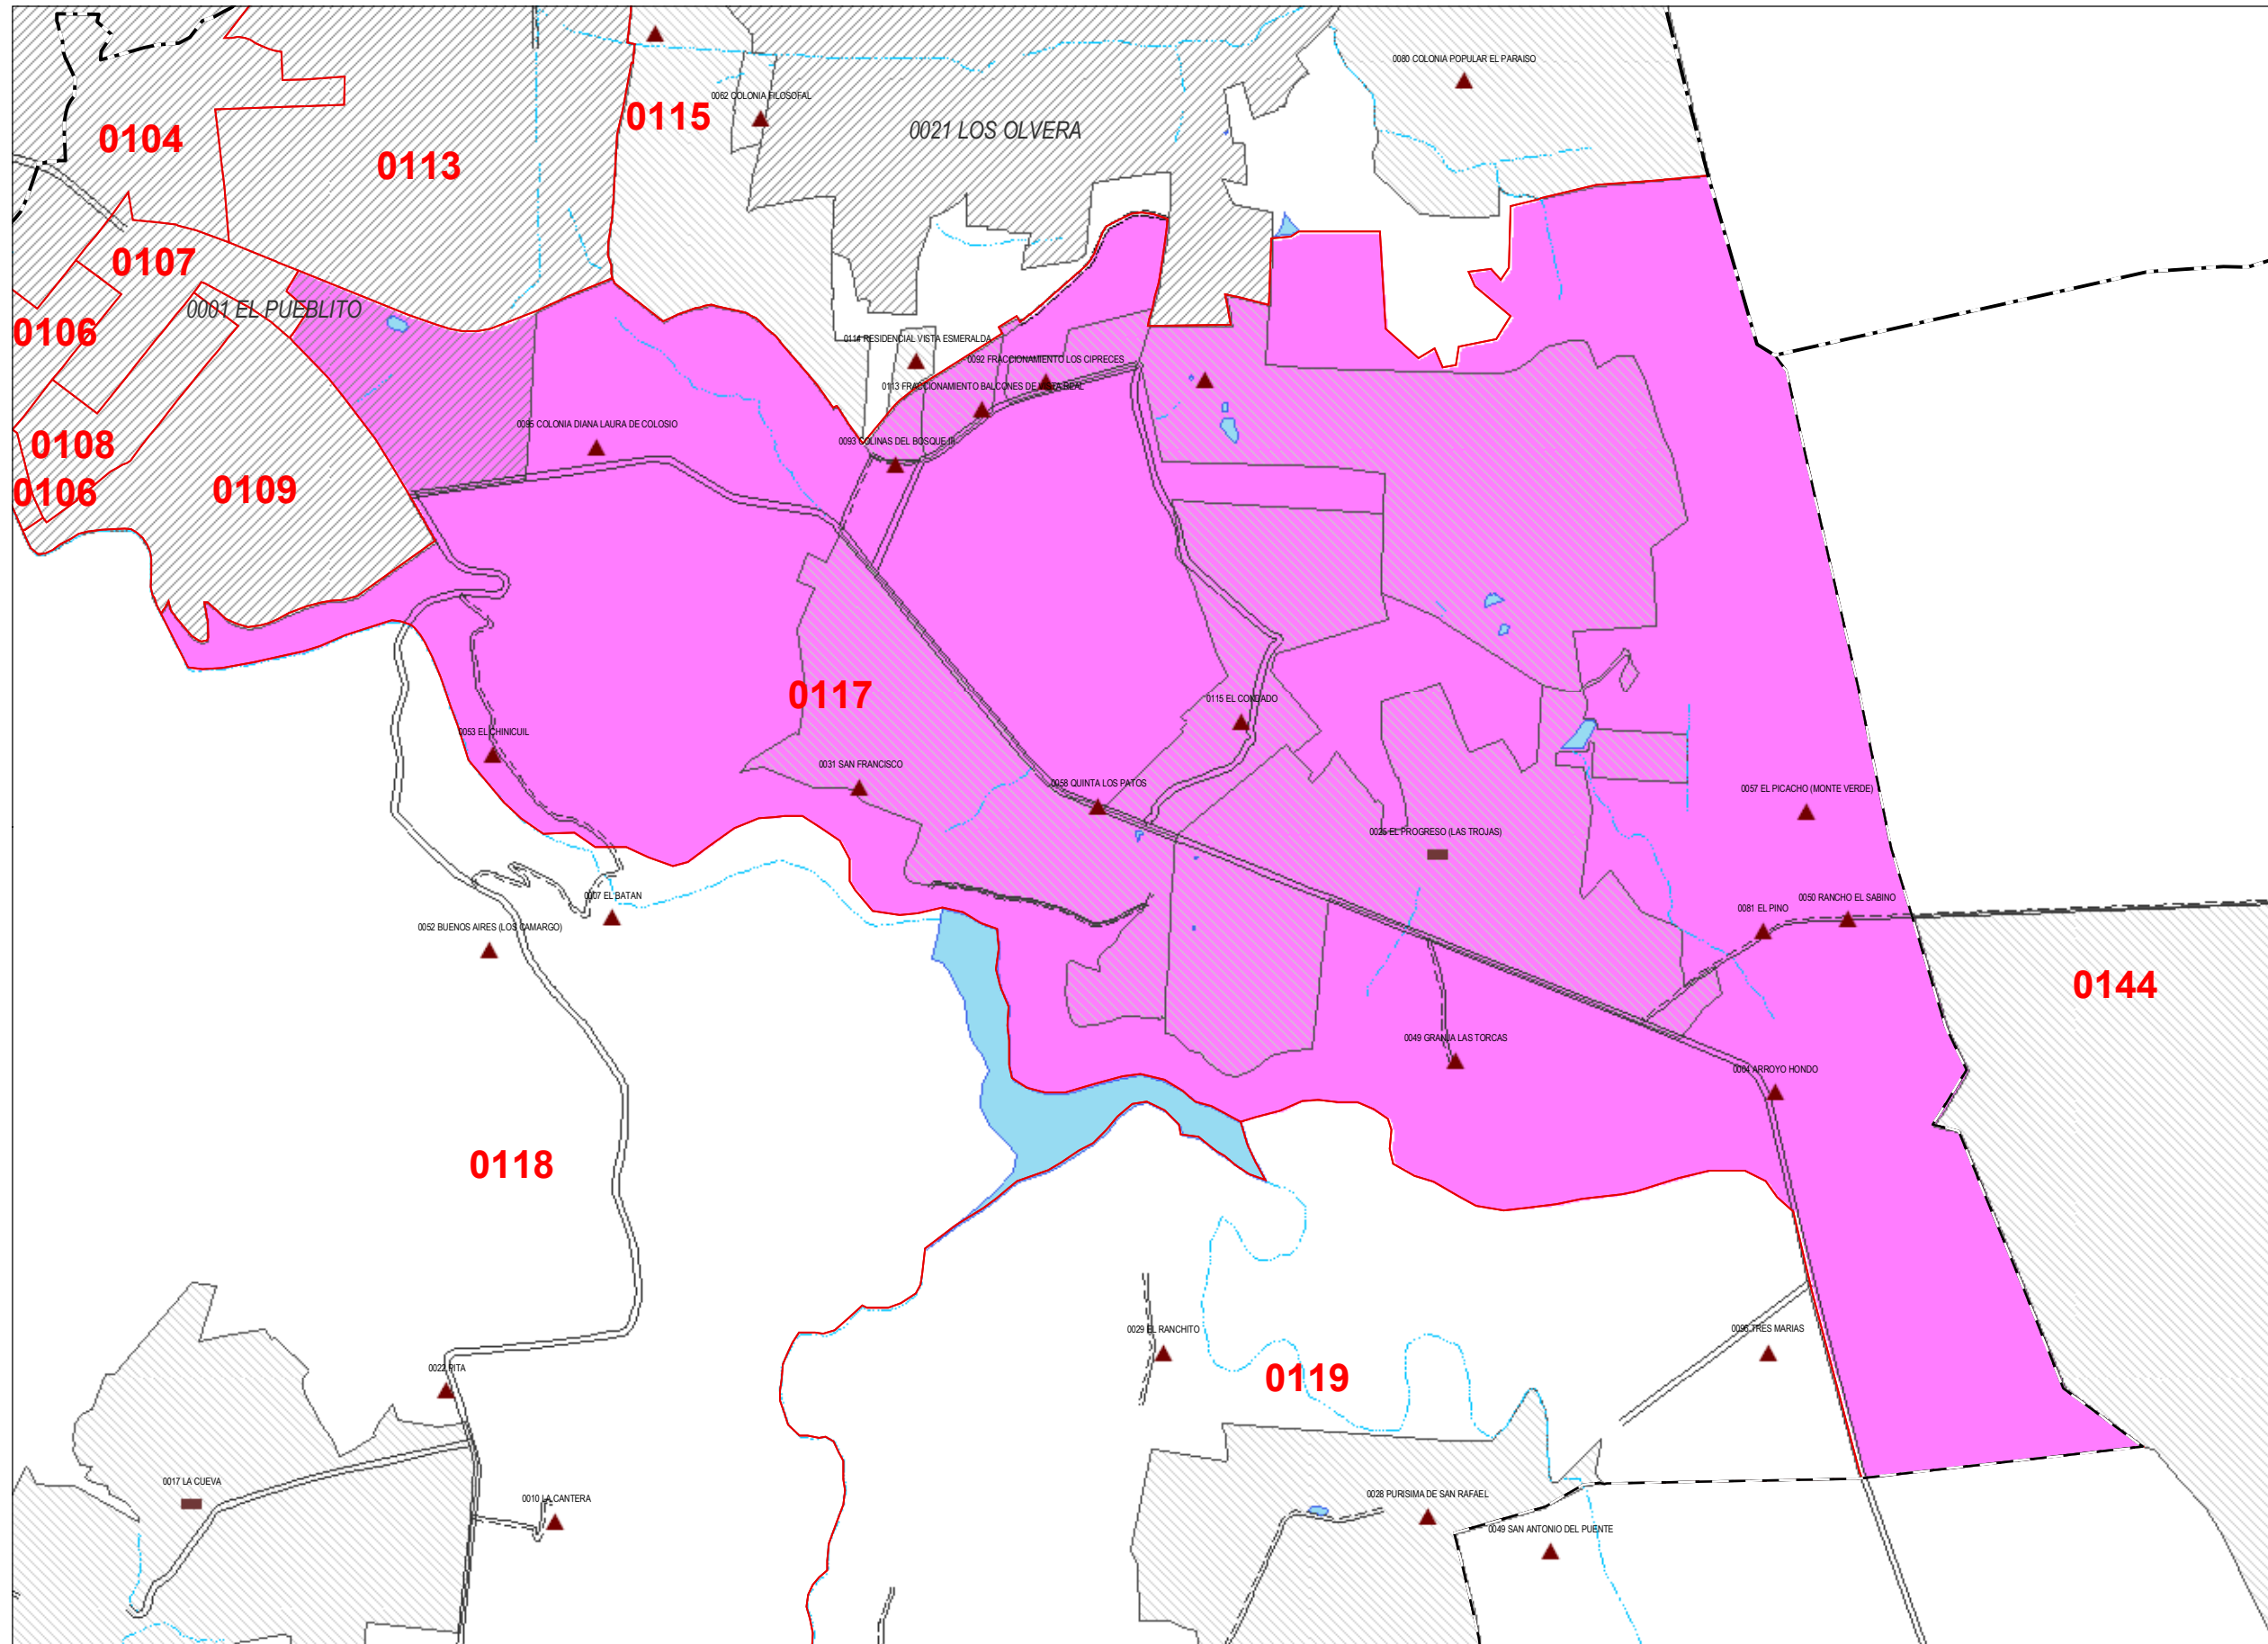 0080 COLONIA POPULAR EL PARAISO
0062 COLONIA FILOSOFAL
0115
0021 LOS OLVERA
0104
0113
0107
0001 EL PUEBLITO
0106
0114 RESIDENCIAL VISTA ESMERALDA
0092 FRACCIONAMIENTO LOS CIPRECES
0113 FRACCIONAMIENTO BALCONES DE VISTA REAL
0095 COLONIA DIANA LAURA DE COLOSIO
0093 COLINAS DEL BOSQUE II
0108
0106
0109
0117
0115 EL CONDADO
0053 EL CHINICUIL
0031 SAN FRANCISCO
0058 QUINTA LOS PATOS
0057 EL PICACHO (MONTE VERDE)
0025 EL PROGRESO (LAS TROJAS)
0007 EL BATAN
0050 RANCHO EL SABINO
0081 EL PINO
0052 BUENOS AIRES (LOS CAMARGO)
0144
0049 GRANJA LAS TORCAS
0004 ARROYO HONDO
0118
0029 EL RANCHITO
0096 TRES MARIAS
0022 PITA
0119
0017 LA CUEVA
0010 LA CANTERA
0028 PURISIMA DE SAN RAFAEL
0049 SAN ANTONIO DEL PUENTE